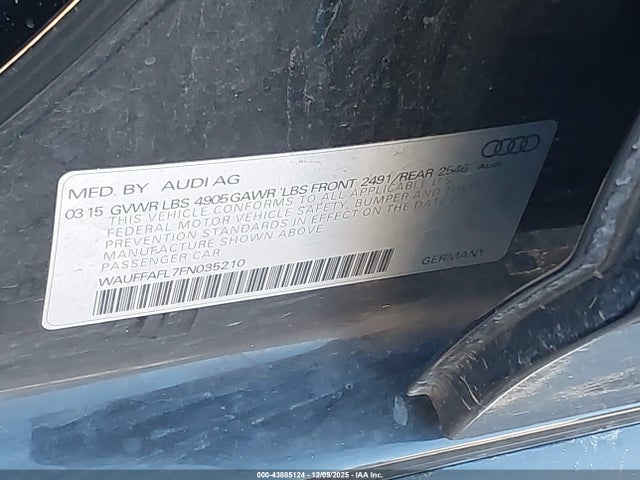 MFD. BY AUDI AG
03 15 GVWR LBS 4905 GAWR LBS FRONT 2491/REAR 2546
Audi
THIS VEHICLE CONFORMS TO ALL APPLICABLE U.S.
FEDERAL MOTOR VEHICLE SAFETY, BUMPER AND THEFT
PREVENTION STANDARDS IN EFFECT ON THE DATE OF
MANUFACTURE SHOWN ABOVE.
PASSENGER CAR
WAUFFAFL7FN035210
GERMANY
000-43885124 - 12/09/2025 - IAA Inc.